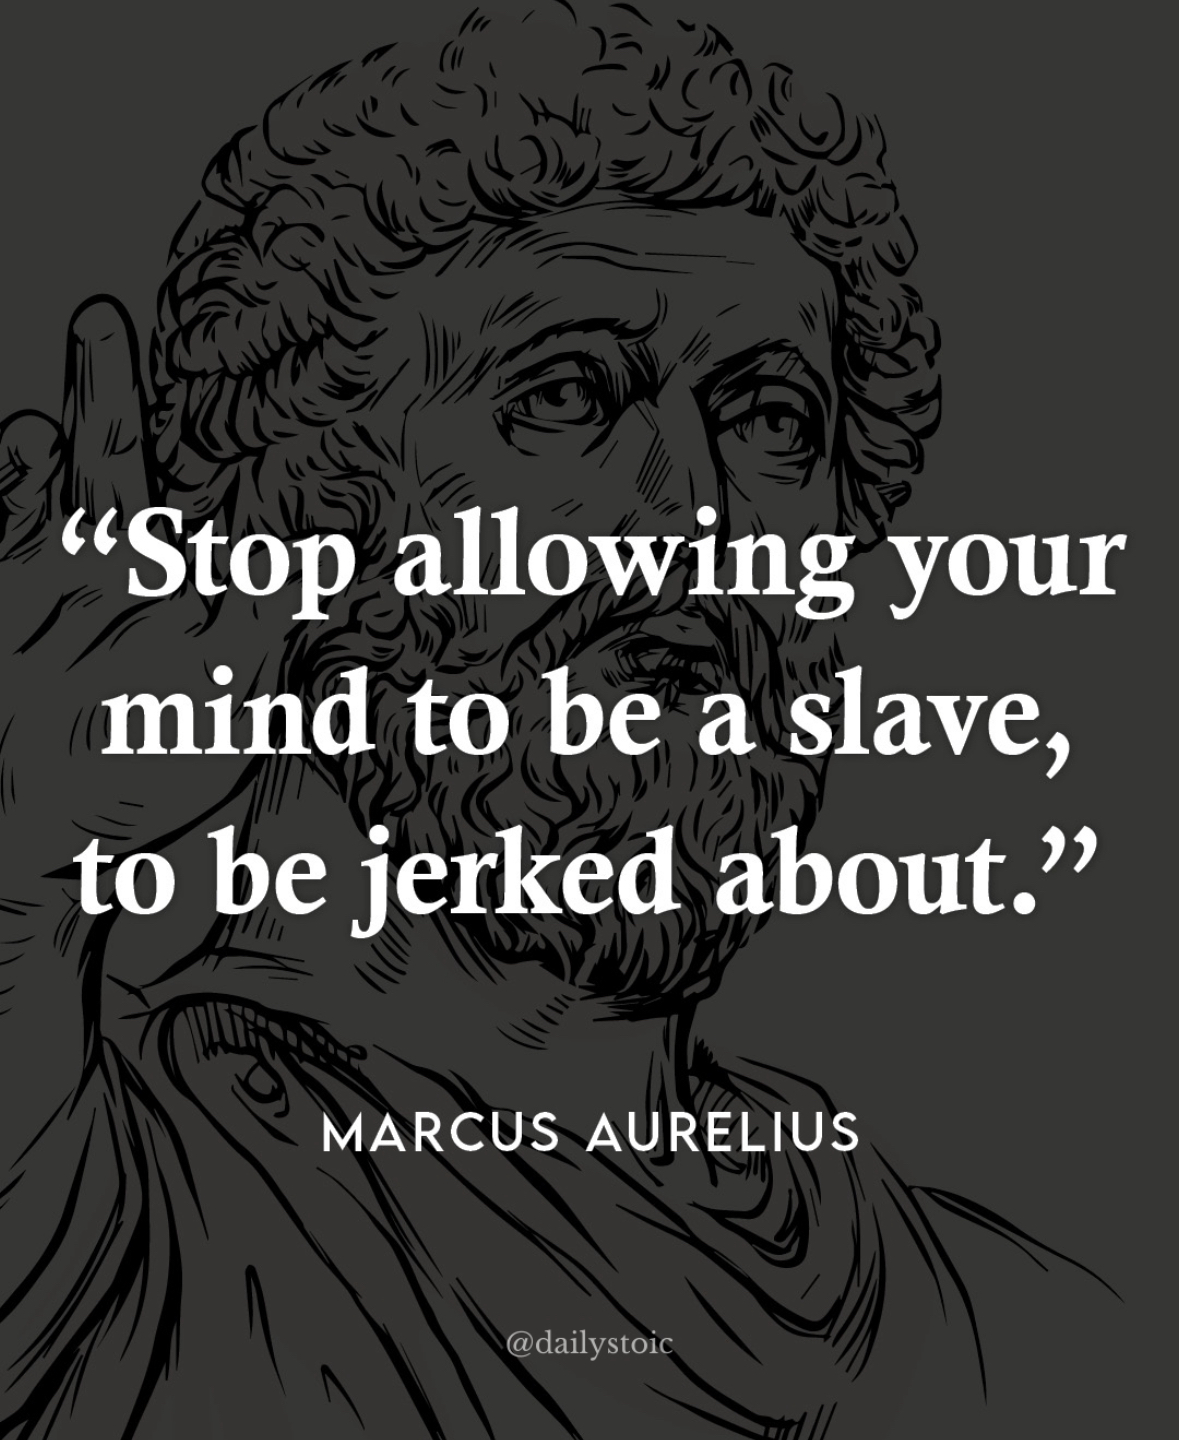 “Stop allowing your
mind to be a slave,
to be jerked about.”
MARCUS AURELIUS
@dailystoic